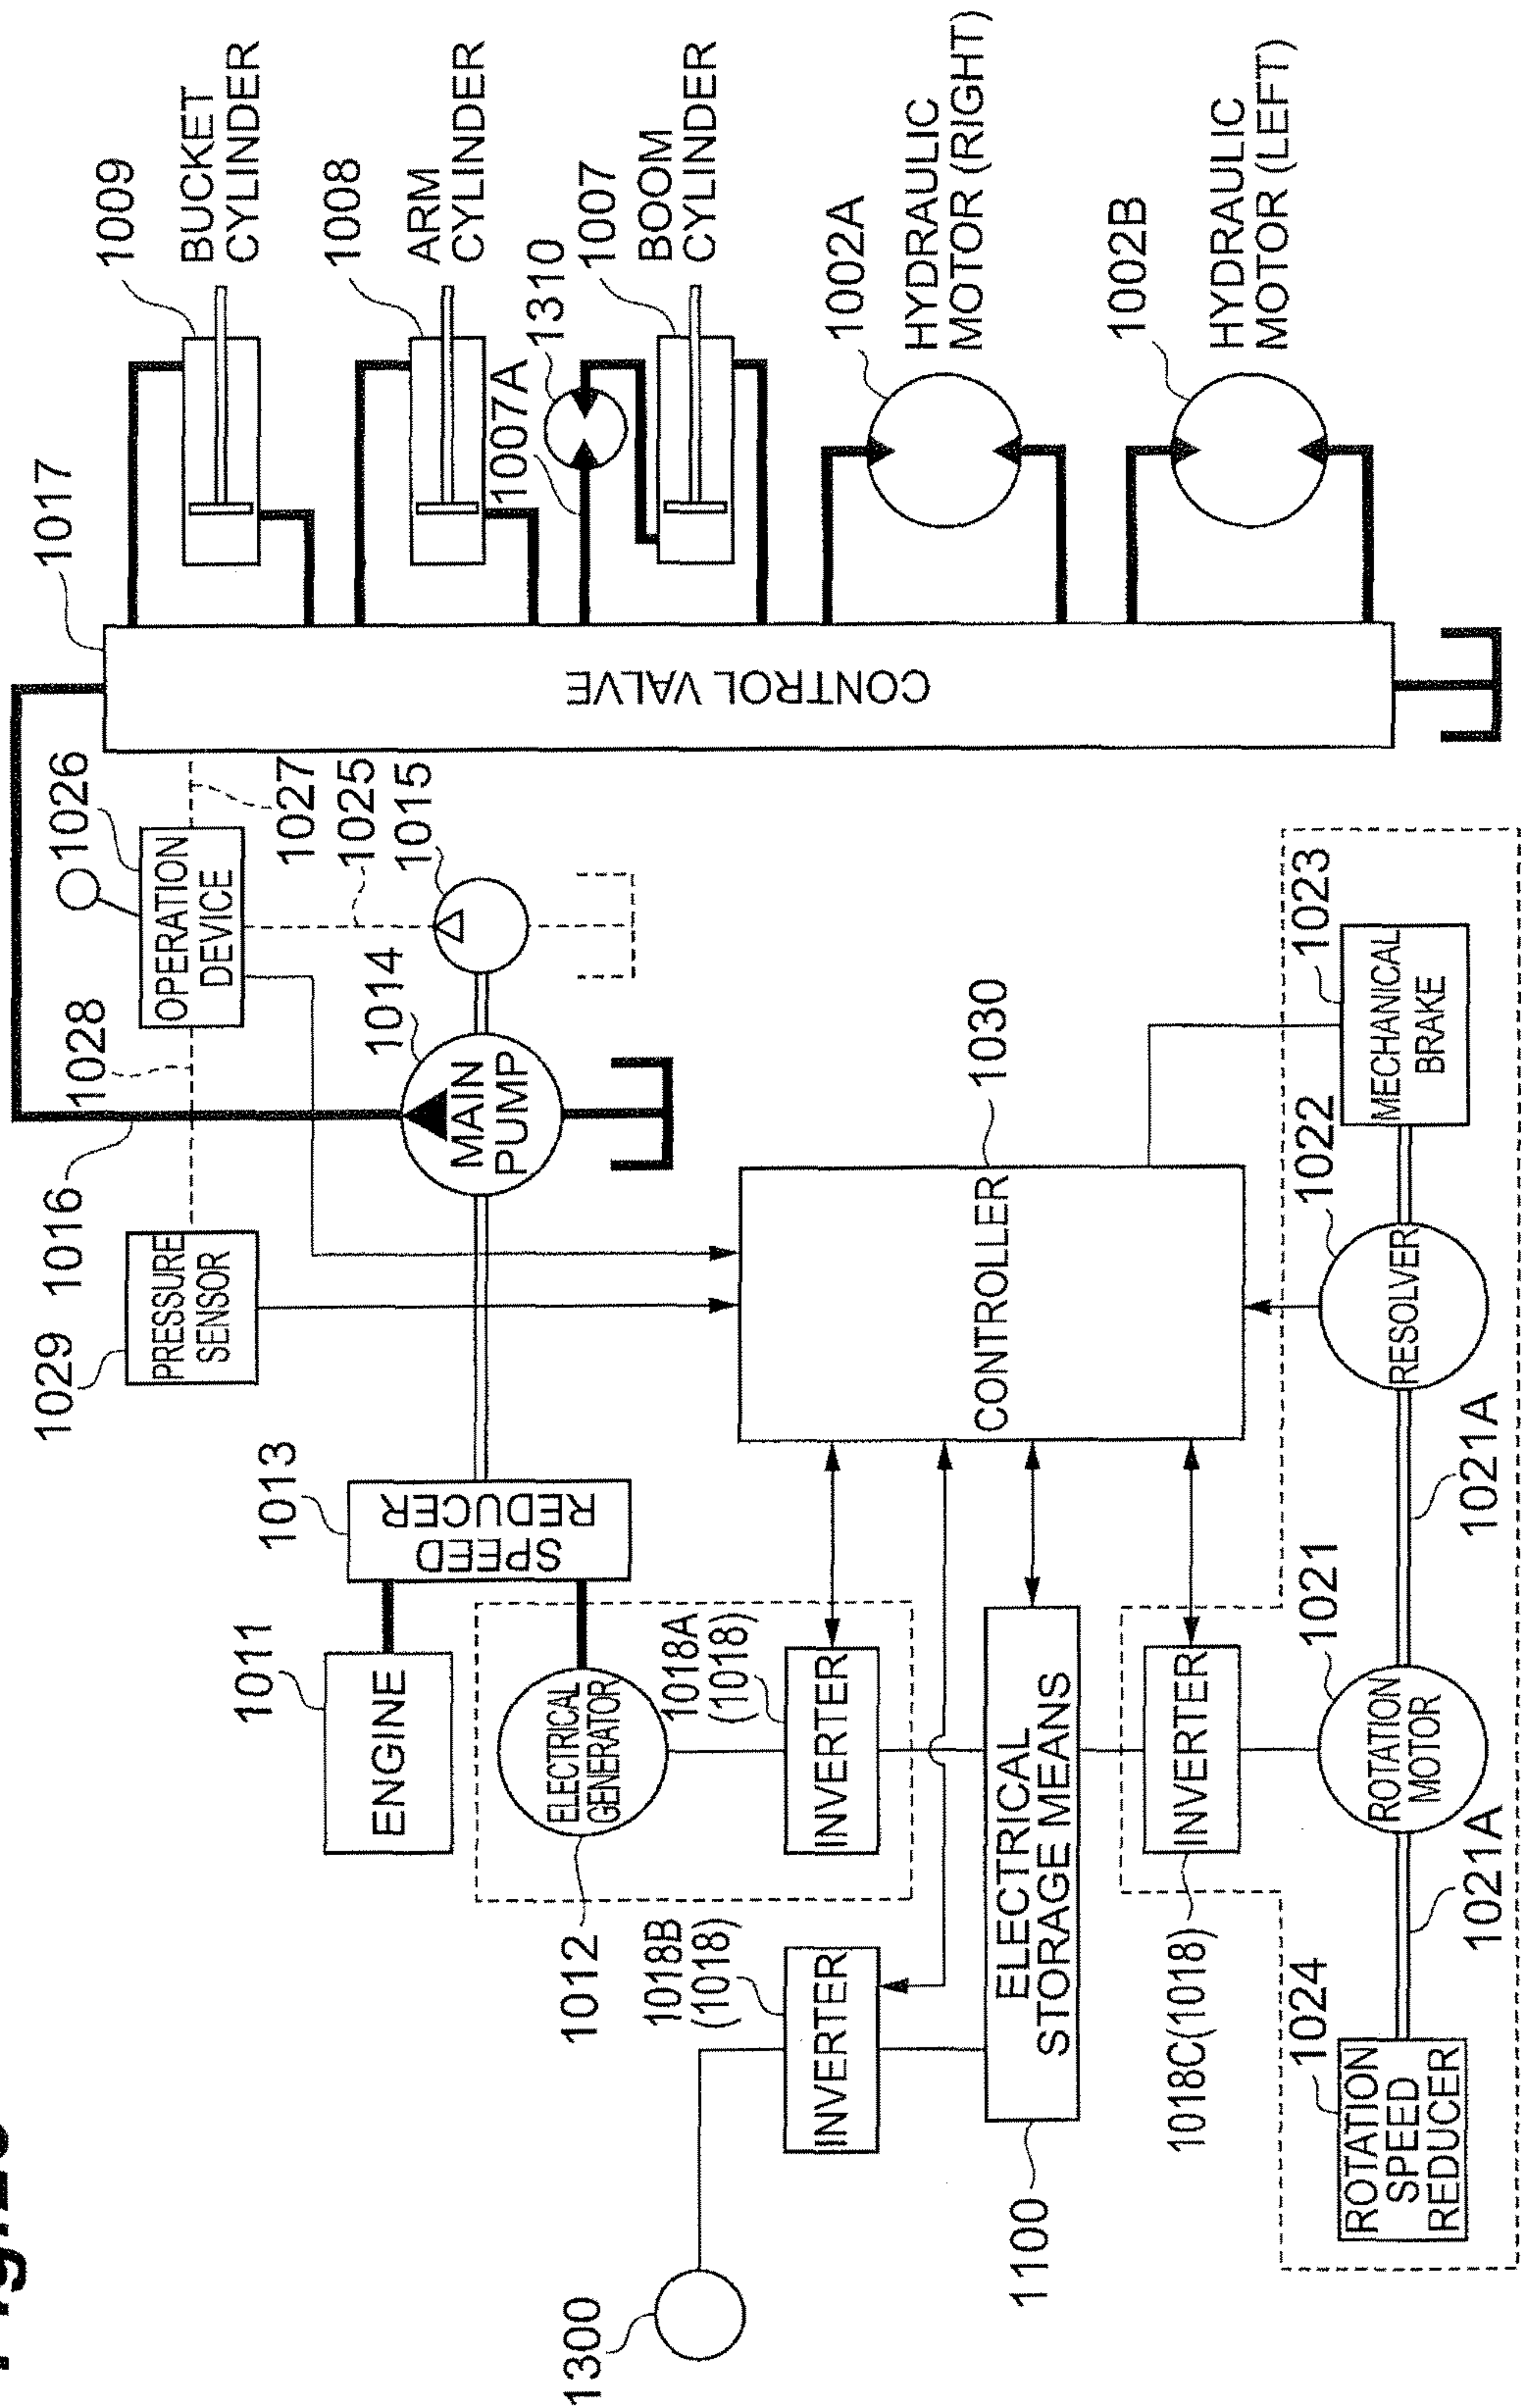 1017
1009
BUCKET
CYLINDER
1008
ARM
CYLINDER
1310
1007A
1007
BOOM
CYLINDER
1002A
HYDRAULIC
MOTOR (RIGHT)
1002B
HYDRAULIC
MOTOR (LEFT)
CONTROL VALVE
1029
PRESSURE
SENSOR
1016
1028
OPERATION
DEVICE
1026
1027
1025
1015
1014
MAIN
PUMP
1011
ENGINE
1013
SPEED
REDUCER
1012
ELECTRICAL
GENERATOR
1018A
(1018)
INVERTER
1018B
(1018)
INVERTER
1300
1030
CONTROLLER
1100
ELECTRICAL
STORAGE MEANS
1018C(1018)
INVERTER
1024
ROTATION
SPEED
REDUCER
1021A
1021
ROTATION
MOTOR
1021A
1022
RESOLVER
1023
MECHANICAL
BRAKE